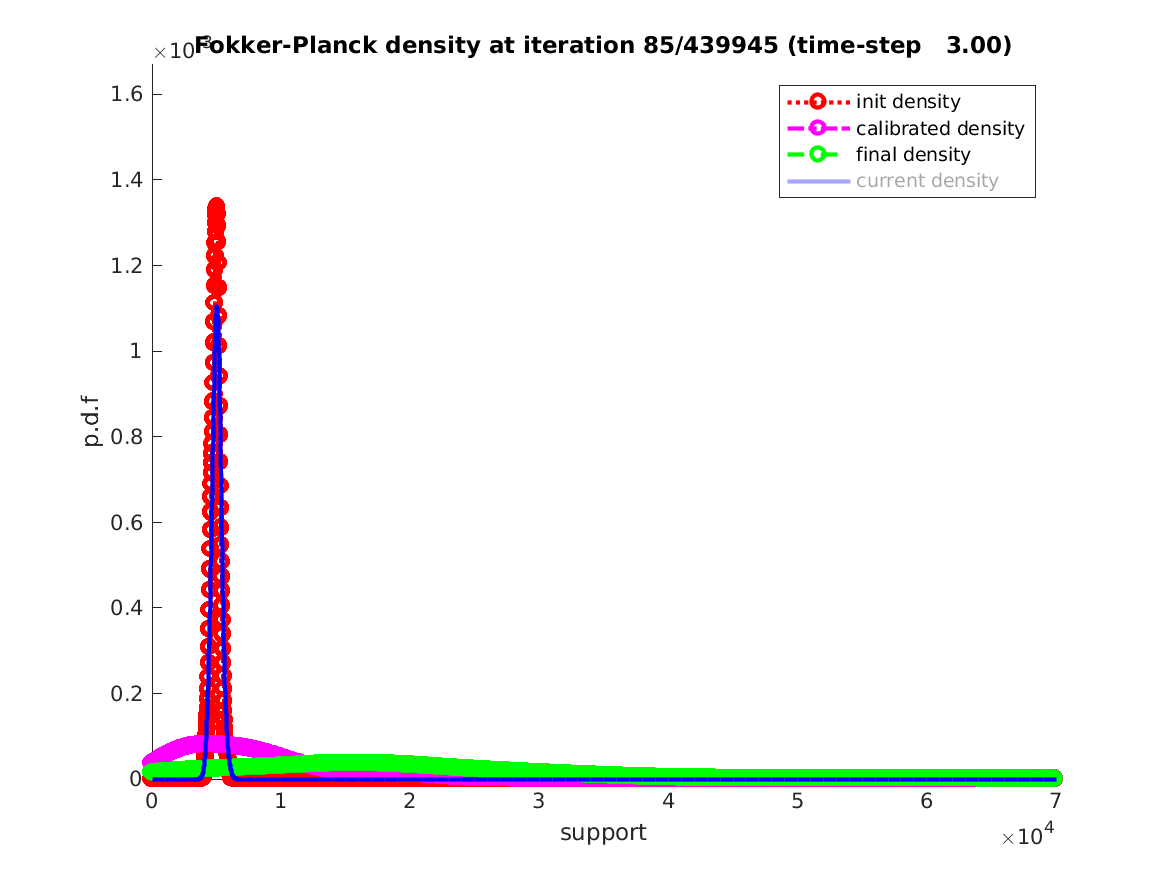 Fokker-Planck density at iteration 85/439945 (time-step   3.00)
×10⁻³
init density
calibrated density
final density
current density
1.6
1.4
1.2
1
0.8
0.6
0.4
0.2
0
p.d.f
0 1 2 3 4 5 6 7
support
×10⁴